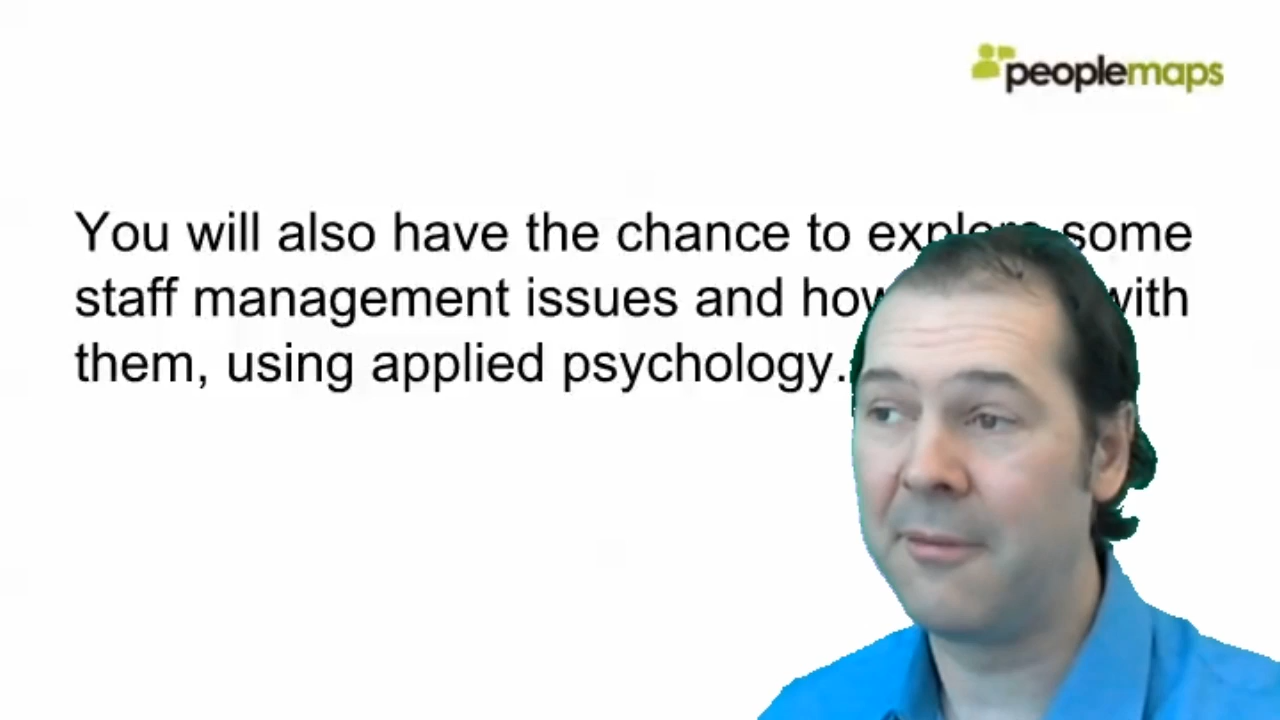 peoplemaps
You will also have the chance to some
staff management issues and with
them, using applied psychology.